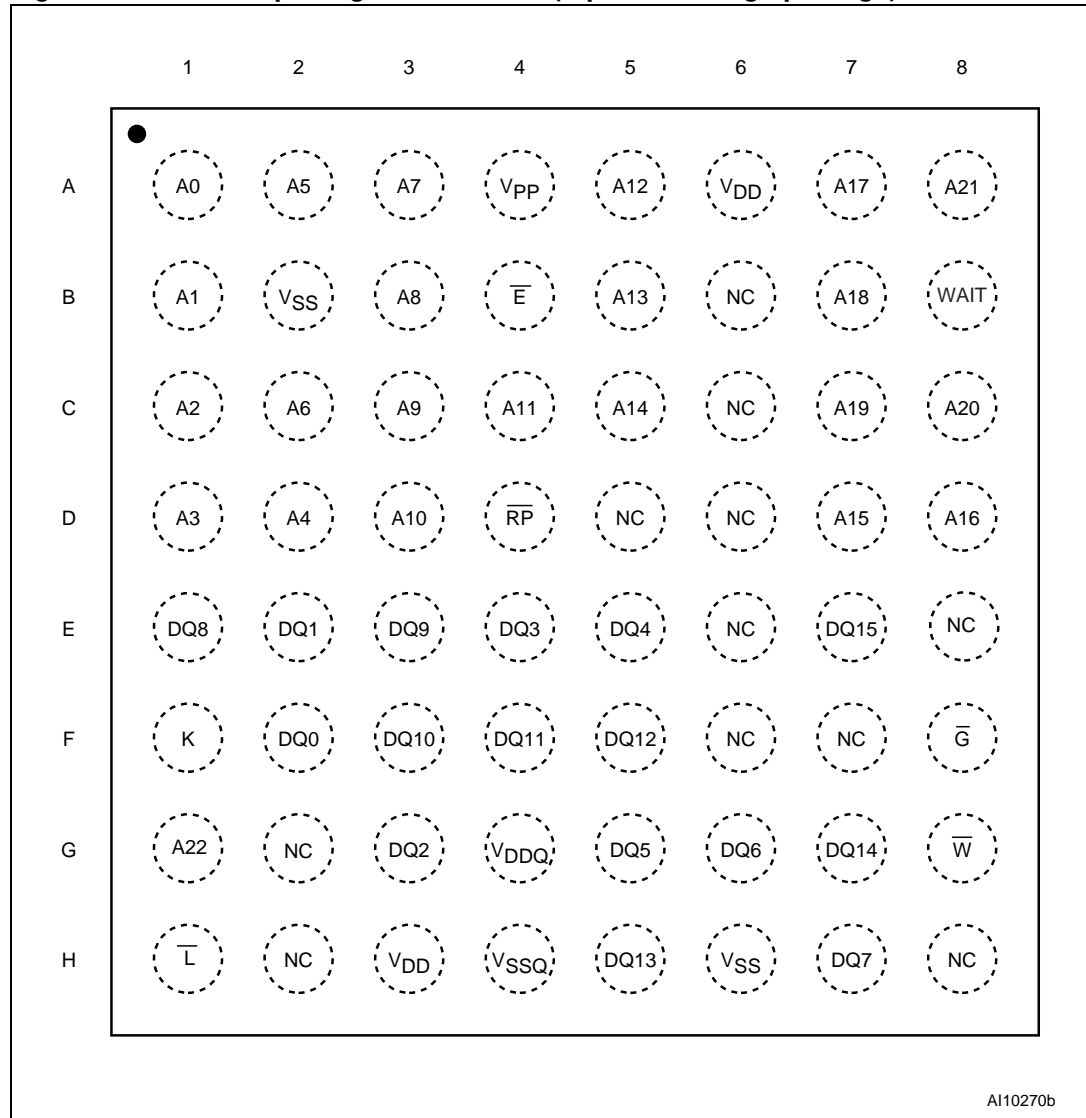 1 2 3 4 5 6 7 8
A A0 A5 A7 VPP A12 VDD A17 A21
B A1 VSS A8 E̅ A13 NC A18 WAIT
C A2 A6 A9 A11 A14 NC A19 A20
D A3 A4 A10 R̅P̅ NC NC A15 A16
E DQ8 DQ1 DQ9 DQ3 DQ4 NC DQ15 NC
F K DQ0 DQ10 DQ11 DQ12 NC NC G̅
G A22 NC DQ2 VDDQ DQ5 DQ6 DQ14 W̅
H L̅ NC VDD VSSQ DQ13 VSS DQ7 NC
AI10270b